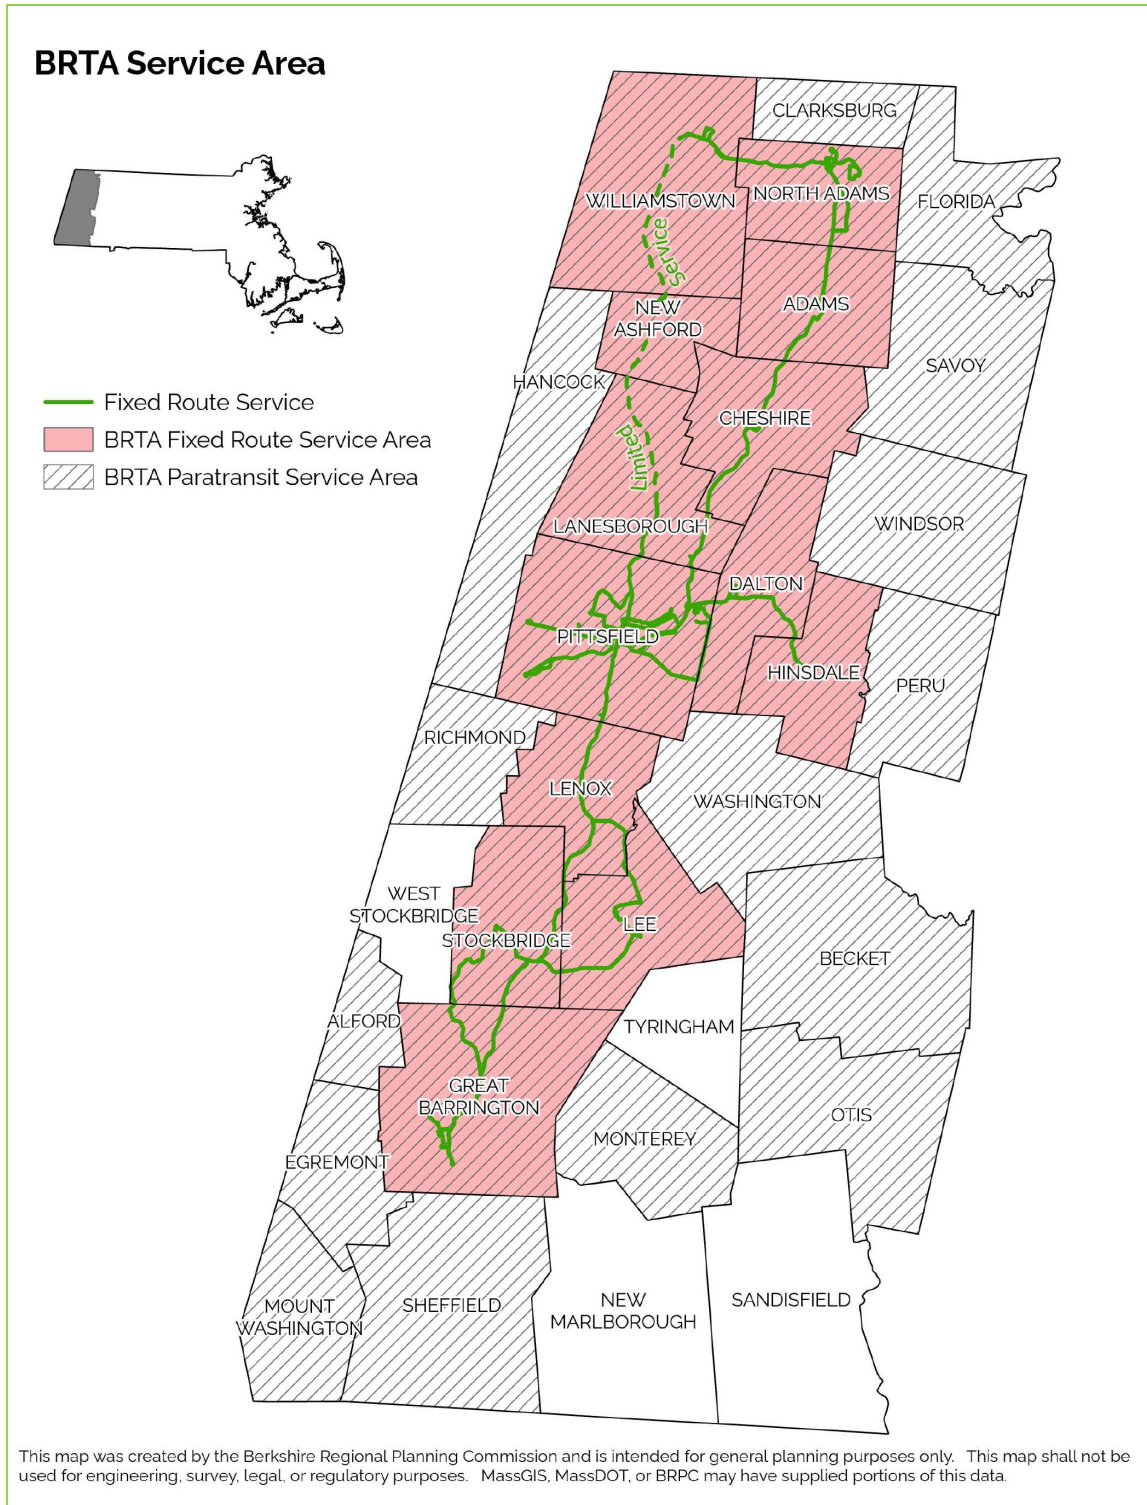 BRTA Service Area
CLARKSBURG
WILLIAMSTOWN
NORTH ADAMS
FLORIDA
Service
NEW
ASHFORD
ADAMS
SAVOY
HANCOCK
Fixed Route Service
BRTA Fixed Route Service Area
BRTA Paratransit Service Area
CHESHIRE
Limited
LANESBOROUGH
WINDSOR
DALTON
PITTSFIELD
HINSDALE
PERU
RICHMOND
LENOX
WASHINGTON
WEST
STOCKBRIDGE
STOCKBRIDGE
LEE
BECKET
ALFORD
TYRINGHAM
GREAT
BARRINGTON
OTIS
MONTEREY
EGREMONT
MOUNT
WASHINGTON
SHEFFIELD
NEW
MARLBOROUGH
SANDISFIELD
This map was created by the Berkshire Regional Planning Commission and is intended for general planning purposes only.   This map shall not be
used for engineering, survey, legal, or regulatory purposes.   MassGIS, MassDOT, or BRPC may have supplied portions of this data.